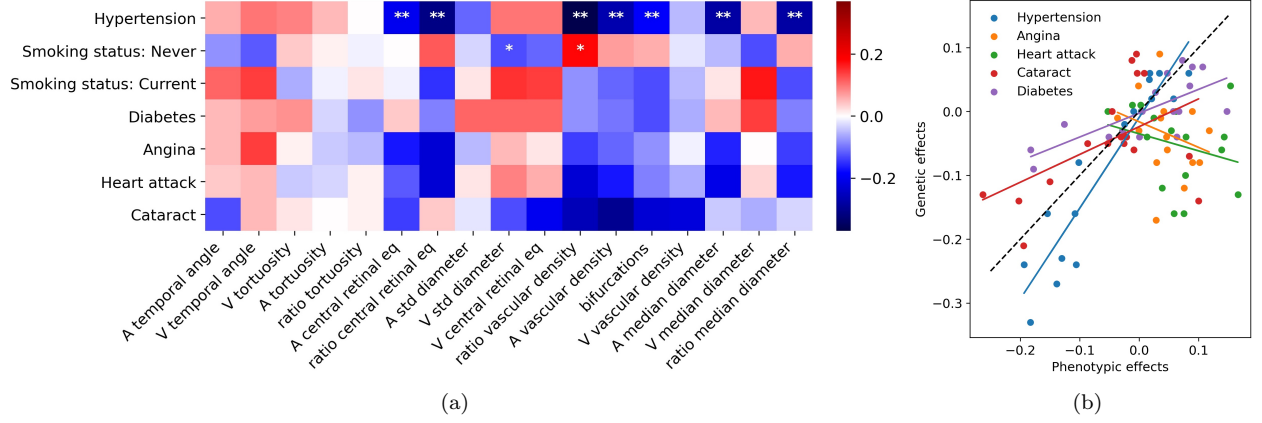 Hypertension
Smoking status: Never
Smoking status: Current
Diabetes
Angina
Heart attack
Cataract
** ** ** ** ** ** **
* *
A temporal angle
V temporal angle
V tortuosity
A tortuosity
ratio tortuosity
A central retinal eq
ratio central retinal eq
A std diameter
V std diameter
V central retinal eq
ratio vascular density
A vascular density
bifurcations
V vascular density
A median diameter
V median diameter
ratio median diameter
0.2
0.0
−0.2
(a)
Hypertension
Angina
Heart attack
Cataract
Diabetes
Genetic effects
0.1
0.0
−0.1
−0.2
−0.3
−0.2 −0.1 0.0 0.1
Phenotypic effects
(b)